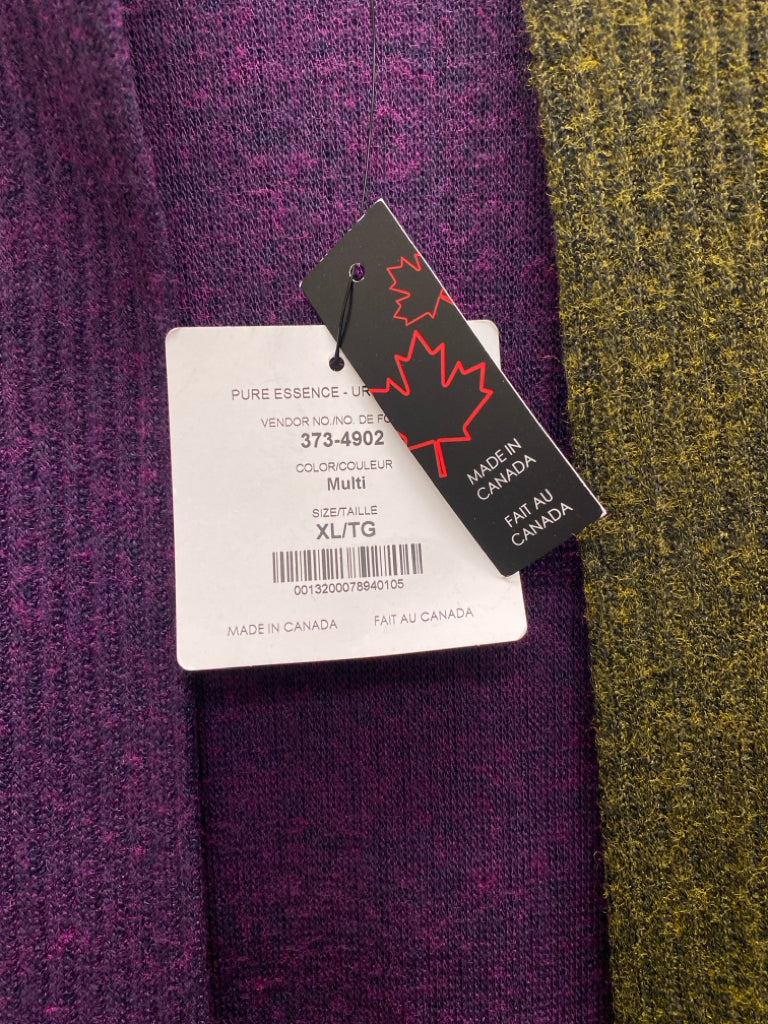 PURE ESSENCE - UR
VENDOR NO./NO. DE FO
373-4902
COLOR/COULEUR
Multi
SIZE/TAILLE
XL/TG
0013200078940105
MADE IN CANADA FAIT AU CANADA
MADE IN
CANADA
FAIT AU
CANADA